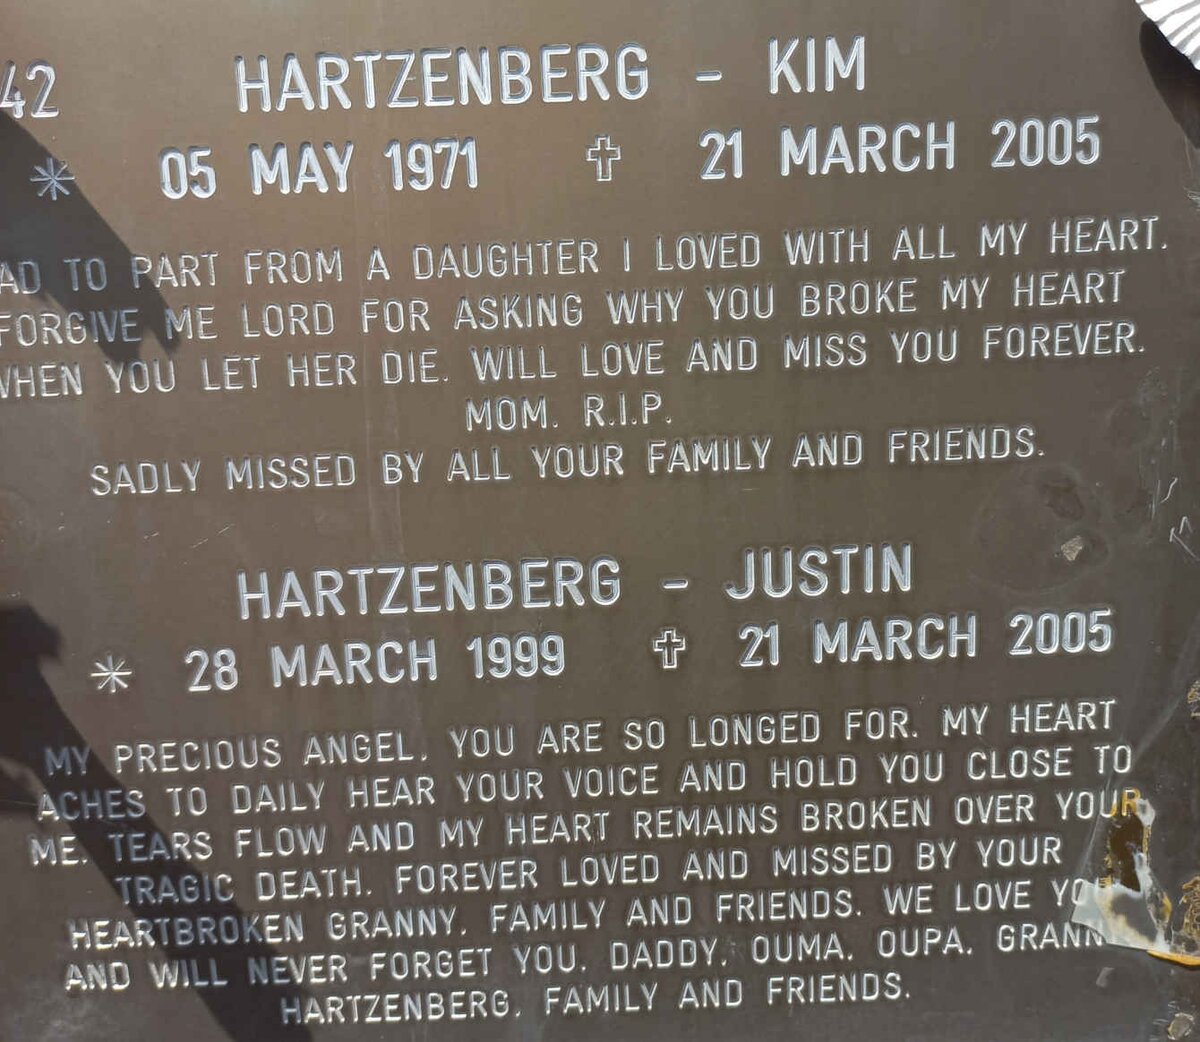 42 HARTZENBERG - KIM
* 05 MAY 1971 ✝ 21 MARCH 2005
AD TO PART FROM A DAUGHTER I LOVED WITH ALL MY HEART.
FORGIVE ME LORD FOR ASKING WHY YOU BROKE MY HEART
WHEN YOU LET HER DIE. WILL LOVE AND MISS YOU FOREVER.
MOM. R.I.P.
SADLY MISSED BY ALL YOUR FAMILY AND FRIENDS.
HARTZENBERG - JUSTIN
* 28 MARCH 1999 ✝ 21 MARCH 2005
MY PRECIOUS ANGEL. YOU ARE SO LONGED FOR. MY HEART
ACHES TO DAILY HEAR YOUR VOICE AND HOLD YOU CLOSE TO
ME. TEARS FLOW AND MY HEART REMAINS BROKEN OVER YOUR
TRAGIC DEATH. FOREVER LOVED AND MISSED BY YOUR
HEARTBROKEN GRANNY. FAMILY AND FRIENDS. WE LOVE YOU
AND WILL NEVER FORGET YOU. DADDY. OUMA. OUPA. GRANN
HARTZENBERG. FAMILY AND FRIENDS.